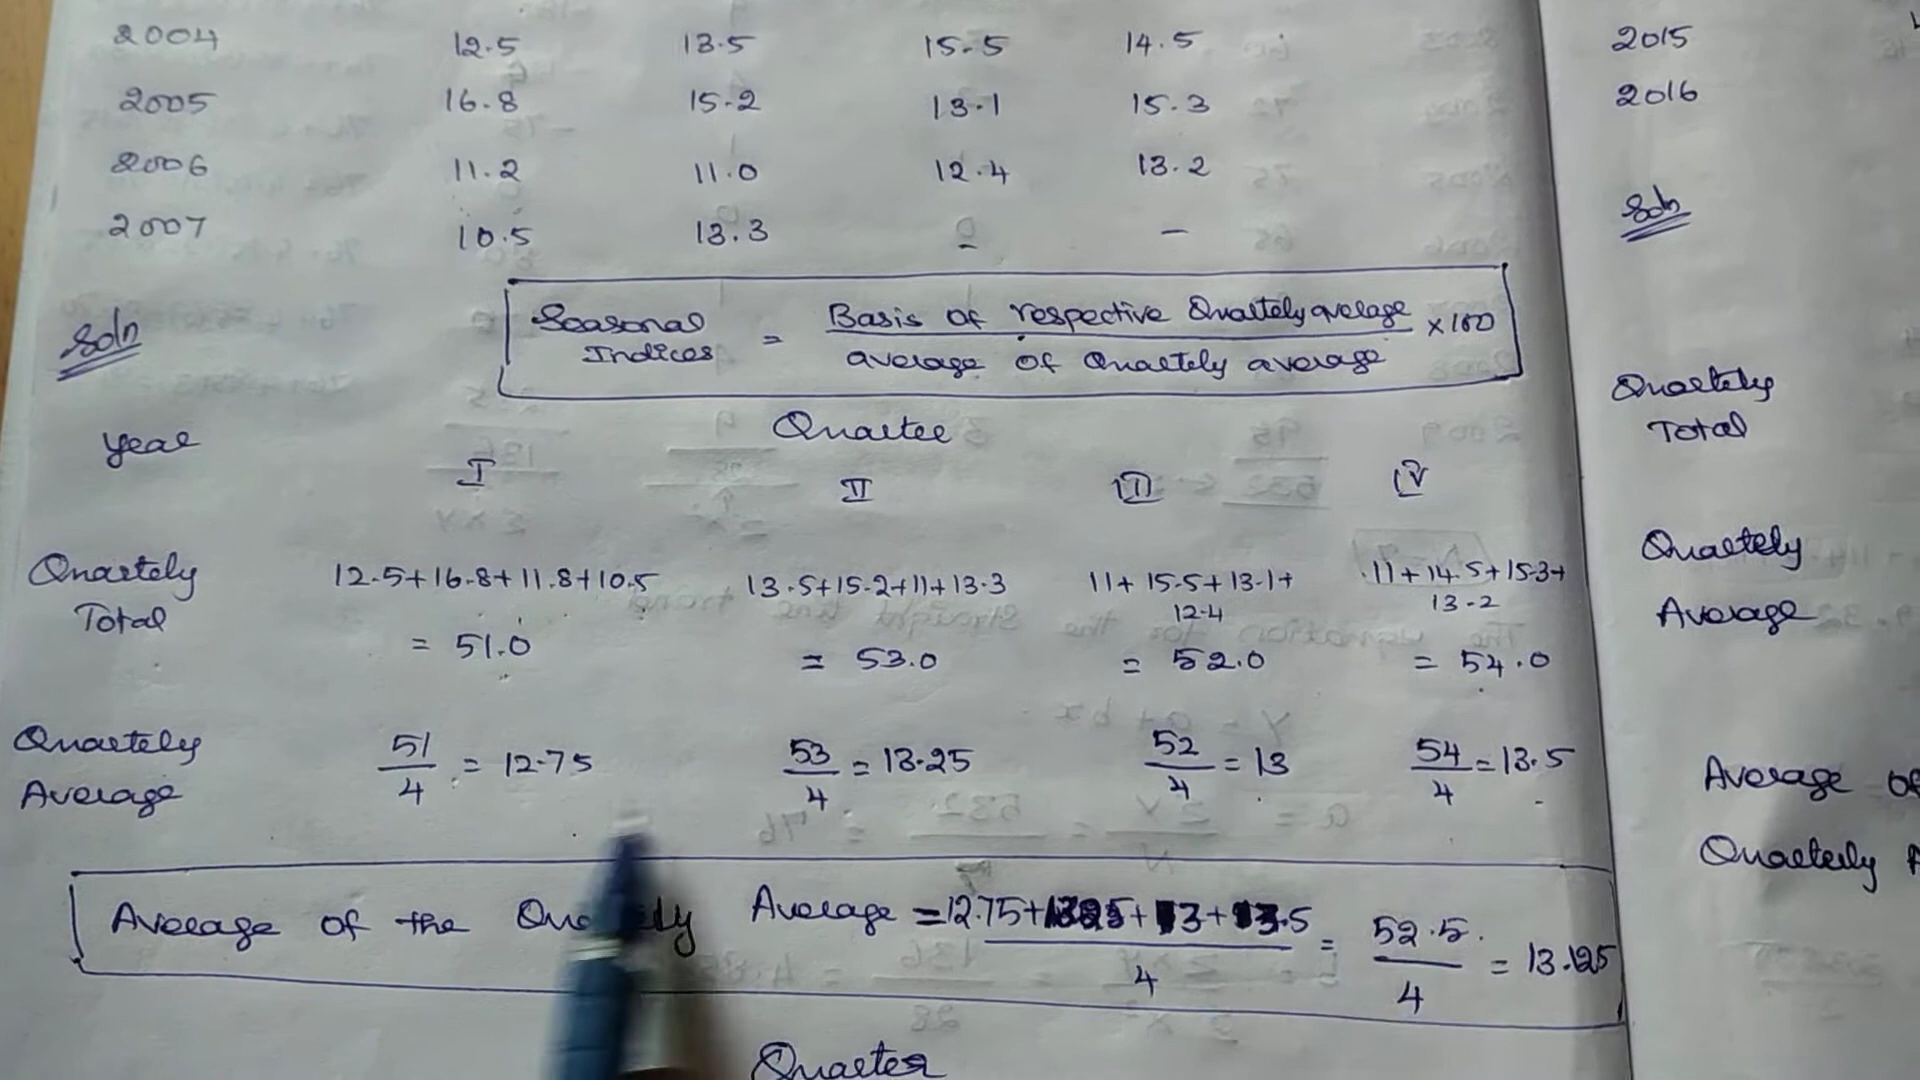 2004 12.5 13.5 15.5 14.5
2005 16.8 15.2 13.1 15.3
2006 11.2 11.0 12.4 13.2
2007 10.5 13.3 - -
Soln
Seasonal Indices = Basis of respective Quartely average / average of Quartely average × 100
Year Quarter
I II III IV
Quartely Total 12.5+16.8+11.8+10.5 13.5+15.2+11+13.3 11+15.5+13.1+12.4 11+14.5+15.3+13.2
= 51.0 = 53.0 = 52.0 = 54.0
Quartely Average 51/4 = 12.75 53/4 = 13.25 52/4 = 13 54/4 = 13.5
Average of the Average = 12.75+1325+13+13.5 / 4 = 52.5 / 4 = 13.125
Quarter
2015
2016
Soln
Quartely
Total
Quartely
Average
Average of
Quarterly A